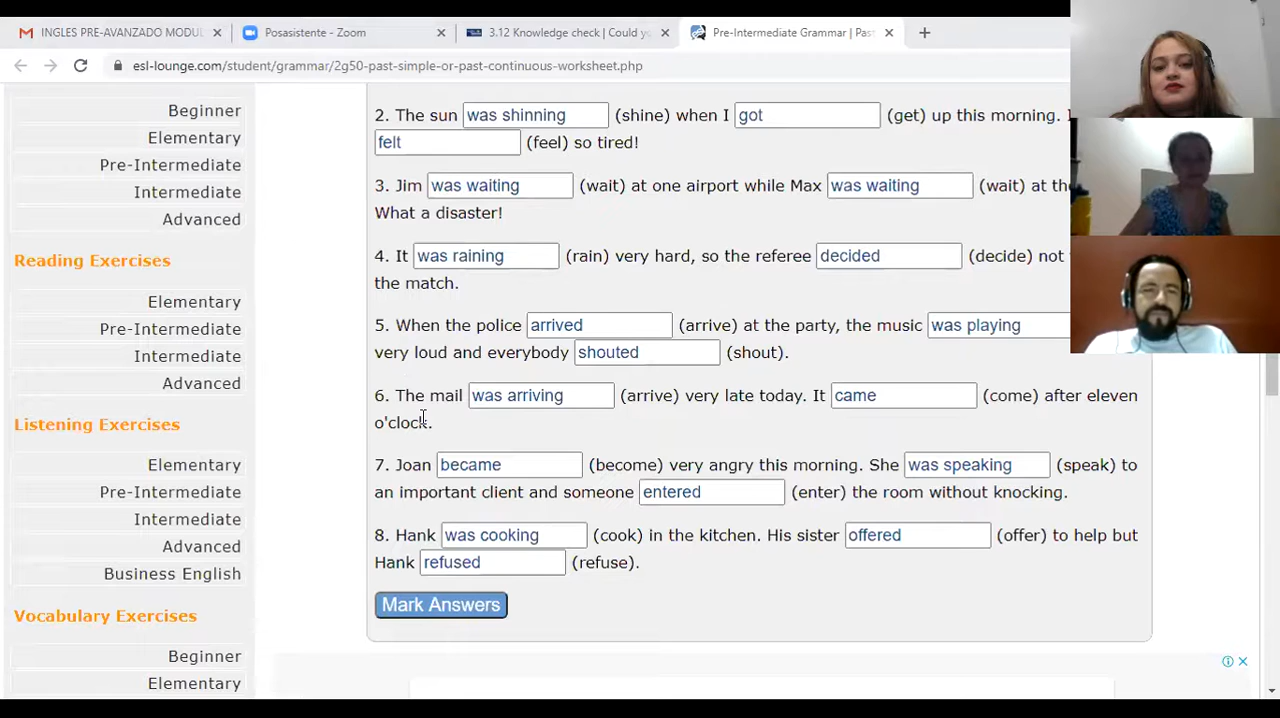 INGLES PRE-AVANZADO MODUL
Posasistente - Zoom
3.12 Knowledge check | Could yo
Pre-Intermediate Grammar | Pas
esl-lounge.com/student/grammar/2g50-past-simple-or-past-continuous-worksheet.php
Beginner
Elementary
Pre-Intermediate
Intermediate
Advanced
Reading Exercises
Elementary
Pre-Intermediate
Intermediate
Advanced
Listening Exercises
Elementary
Pre-Intermediate
Intermediate
Advanced
Business English
Vocabulary Exercises
Beginner
Elementary
2. The sun was shinning (shine) when I got (get) up this morning. I
felt (feel) so tired!
3. Jim was waiting (wait) at one airport while Max was waiting (wait) at the
What a disaster!
4. It was raining (rain) very hard, so the referee decided (decide) not
the match.
5. When the police arrived (arrive) at the party, the music was playing
very loud and everybody shouted (shout).
6. The mail was arriving (arrive) very late today. It came (come) after eleven
o'clock.
7. Joan became (become) very angry this morning. She was speaking (speak) to
an important client and someone entered (enter) the room without knocking.
8. Hank was cooking (cook) in the kitchen. His sister offered (offer) to help but
Hank refused (refuse).
Mark Answers